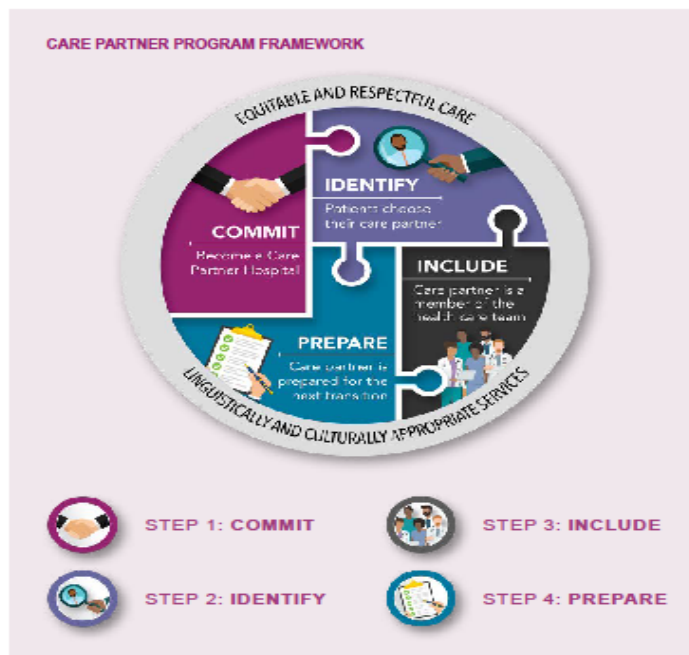 CARE PARTNER PROGRAM FRAMEWORK
EQUITABLE AND RESPECTFUL CARE
IDENTIFY
Patients choose
their care partner
COMMIT
Become a Care
Partner Hospital
INCLUDE
Care partner is a
member of the
health care team
PREPARE
Care partner is
prepared for the
next transition
LINGUISTICALLY AND CULTURALLY APPROPRIATE SERVICES
STEP 1: COMMIT
STEP 2: IDENTIFY
STEP 3: INCLUDE
STEP 4: PREPARE